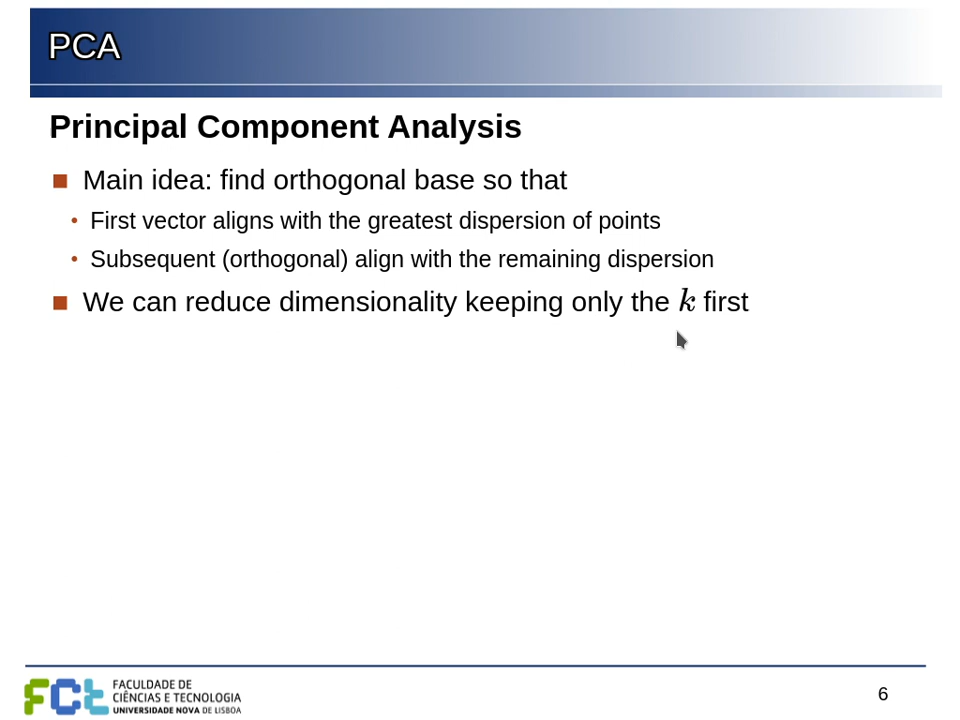 PCA
Principal Component Analysis
Main idea: find orthogonal base so that
First vector aligns with the greatest dispersion of points
Subsequent (orthogonal) align with the remaining dispersion
We can reduce dimensionality keeping only the k first
FCt
FACULDADE DE
CIÊNCIAS E TECNOLOGIA
UNIVERSIDADE NOVA DE LISBOA
6